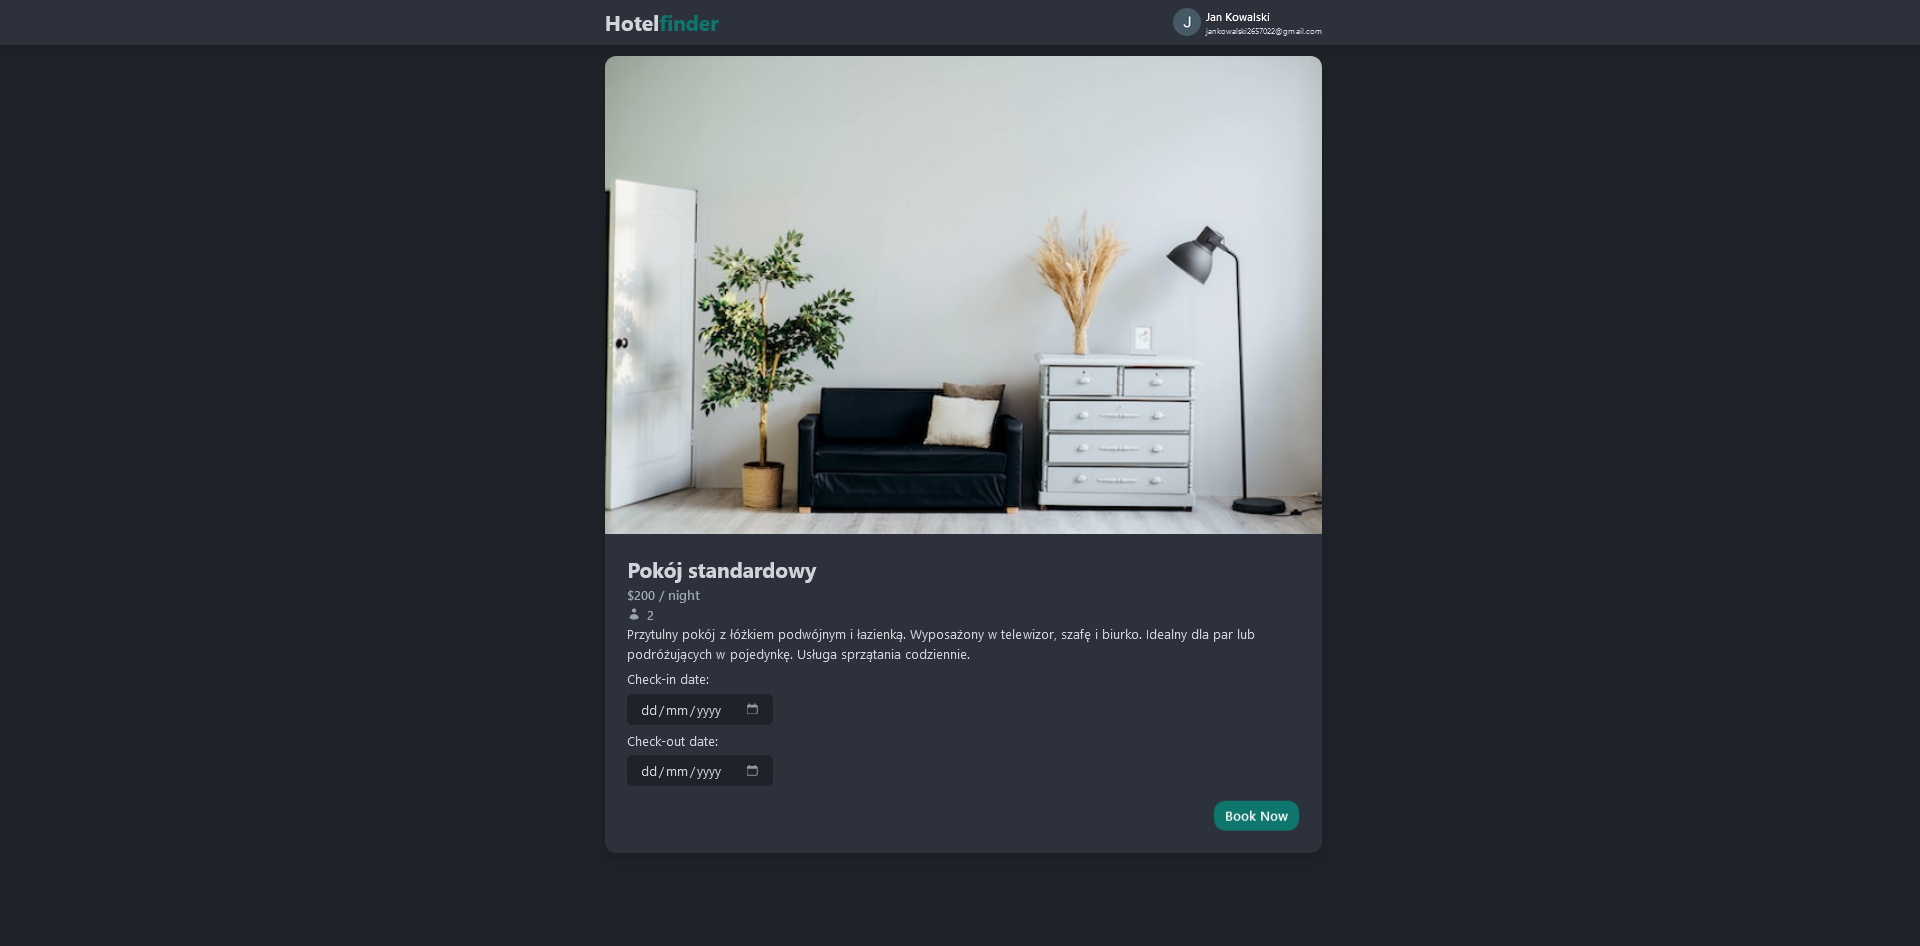 Hotelfinder
J
Jan Kowalski
jankowalski2657022@gmail.com
Pokój standardowy
$200 / night
2
Przytulny pokój z łóżkiem podwójnym i łazienką. Wyposażony w telewizor, szafę i biurko. Idealny dla par lub
podróżujących w pojedynkę. Usługa sprzątania codziennie.
Check-in date:
dd/mm/yyyy
Check-out date:
dd/mm/yyyy
Book Now